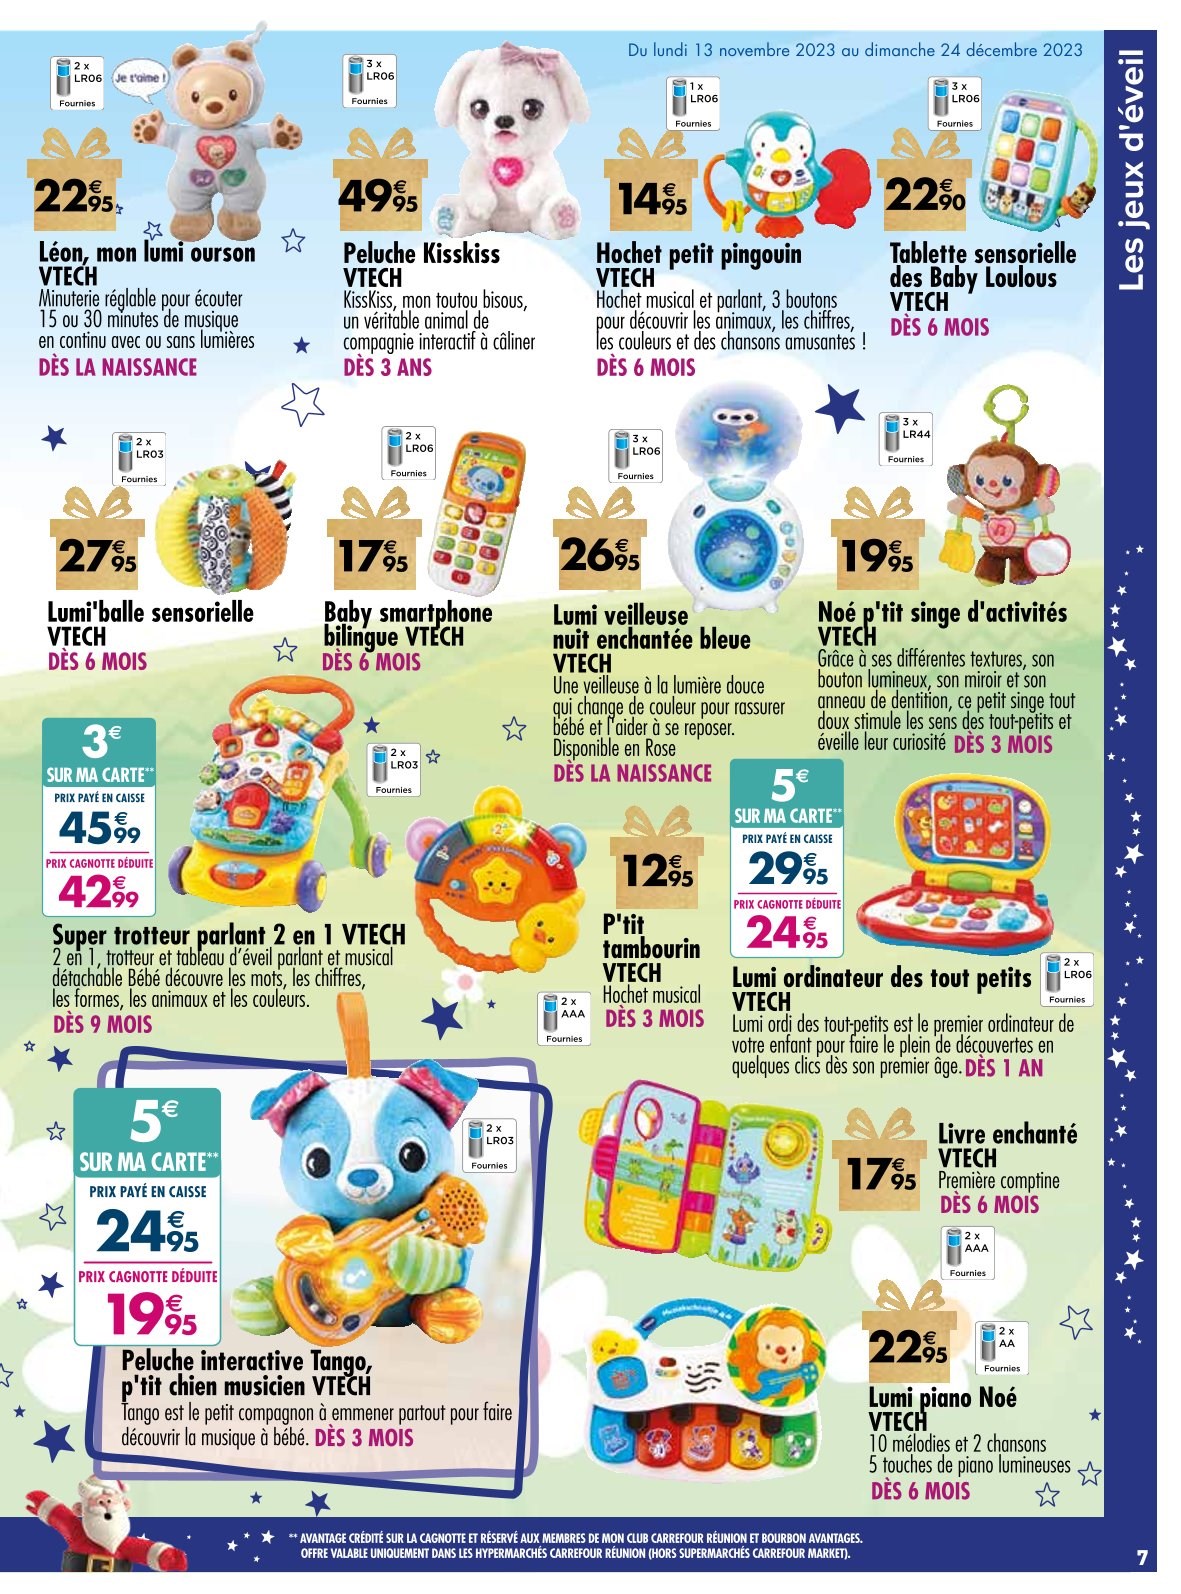 Du lundi 13 novembre 2023 au dimanche 24 décembre 2023
Les jeux d'éveil
2 x
LR06
Fournies
Je t'aime !
22€95
Léon, mon lumi ourson
VTECH
Minuterie réglable pour écouter
15 ou 30 minutes de musique
en continu avec ou sans lumières
DÈS LA NAISSANCE
3 x
LR06
Fournies
49€95
Peluche Kisskiss
VTECH
KissKiss, mon toutou bisous,
un véritable animal de
compagnie interactif à câliner
DÈS 3 ANS
1 x
LR06
Fournies
14€95
Hochet petit pingouin
VTECH
Hochet musical et parlant, 3 boutons
pour découvrir les animaux, les chiffres,
les couleurs et des chansons amusantes !
DÈS 6 MOIS
3 x
LR06
Fournies
22€90
Tablette sensorielle
des Baby Loulous
VTECH
DÈS 6 MOIS
2 x
LR03
Fournies
27€95
Lumi'balle sensorielle
VTECH
DÈS 6 MOIS
2 x
LR06
Fournies
17€95
Baby smartphone
bilingue VTECH
DÈS 6 MOIS
3 x
LR06
Fournies
26€95
Lumi veilleuse
nuit enchantée bleue
VTECH
Une veilleuse à la lumière douce
qui change de couleur pour rassurer
bébé et l'aider à se reposer.
Disponible en Rose
DÈS LA NAISSANCE
3 x
LR44
Fournies
19€95
Noé p'tit singe d'activités
VTECH
Grâce à ses différentes textures, son
bouton lumineux, son miroir et son
anneau de dentition, ce petit singe tout
doux stimule les sens des tout-petits et
éveille leur curiosité DÈS 3 MOIS
3€
SUR MA CARTE**
PRIX PAYÉ EN CAISSE
45€99
PRIX CAGNOTTE DÉDUITE
42€99
2 x
LR03
Fournies
Super trotteur parlant 2 en 1 VTECH
2 en 1, trotteur et tableau d'éveil parlant et musical
détachable Bébé découvre les mots, les chiffres,
les formes, les animaux et les couleurs.
DÈS 9 MOIS
12€95
P'tit
tambourin
VTECH
Hochet musical
DÈS 3 MOIS
2 x
AAA
Fournies
5€
SUR MA CARTE**
PRIX PAYÉ EN CAISSE
29€95
PRIX CAGNOTTE DÉDUITE
24€95
Lumi ordinateur des tout petits
VTECH
2 x
LR06
Fournies
Lumi ordi des tout-petits est le premier ordinateur de
votre enfant pour faire le plein de découvertes en
quelques clics dès son premier âge. DÈS 1 AN
5€
SUR MA CARTE**
PRIX PAYÉ EN CAISSE
24€95
PRIX CAGNOTTE DÉDUITE
19€95
2 x
LR03
Fournies
Peluche interactive Tango,
p'tit chien musicien VTECH
Tango est le petit compagnon à emmener partout pour faire
découvrir la musique à bébé. DÈS 3 MOIS
17€95
Livre enchanté
VTECH
Première comptine
DÈS 6 MOIS
2 x
AAA
Fournies
22€95
2 x
AA
Fournies
Lumi piano Noé
VTECH
10 mélodies et 2 chansons
5 touches de piano lumineuses
DÈS 6 MOIS
** AVANTAGE CRÉDITÉ SUR LA CAGNOTTE ET RÉSERVÉ AUX MEMBRES DE MON CLUB CARREFOUR RÉUNION ET BOURBON AVANTAGES.
OFFRE VALABLE UNIQUEMENT DANS LES HYPERMARCHÉS CARREFOUR RÉUNION (HORS SUPERMARCHÉS CARREFOUR MARKET).
7